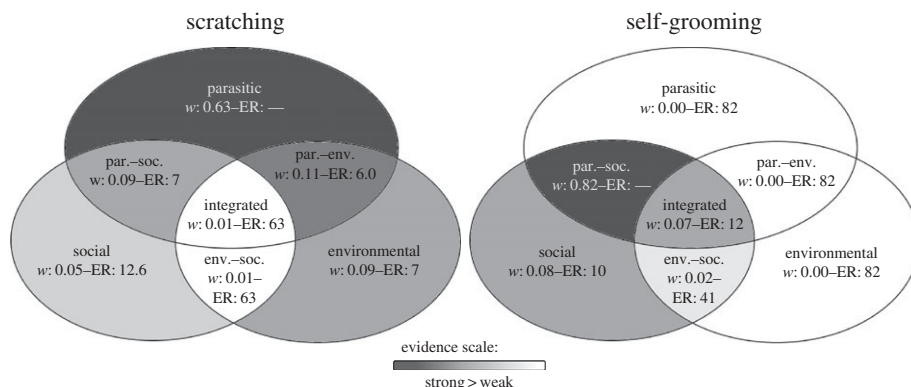 scratching
parasitic
w: 0.63–ER: —
par.–soc.
w: 0.09–ER: 7
par.–env.
w: 0.11–ER: 6.0
integrated
w: 0.01–ER: 63
social
w: 0.05–ER: 12.6
environmental
w: 0.09–ER: 7
env.–soc.
w: 0.01–
ER: 63
self-grooming
parasitic
w: 0.00–ER: 82
par.–soc.
w: 0.82–ER: —
par.–env.
w: 0.00–ER: 82
integrated
w: 0.07–ER: 12
social
w: 0.08–ER: 10
environmental
w: 0.00–ER: 82
env.–soc.
w: 0.02–
ER: 41
evidence scale:
strong > weak